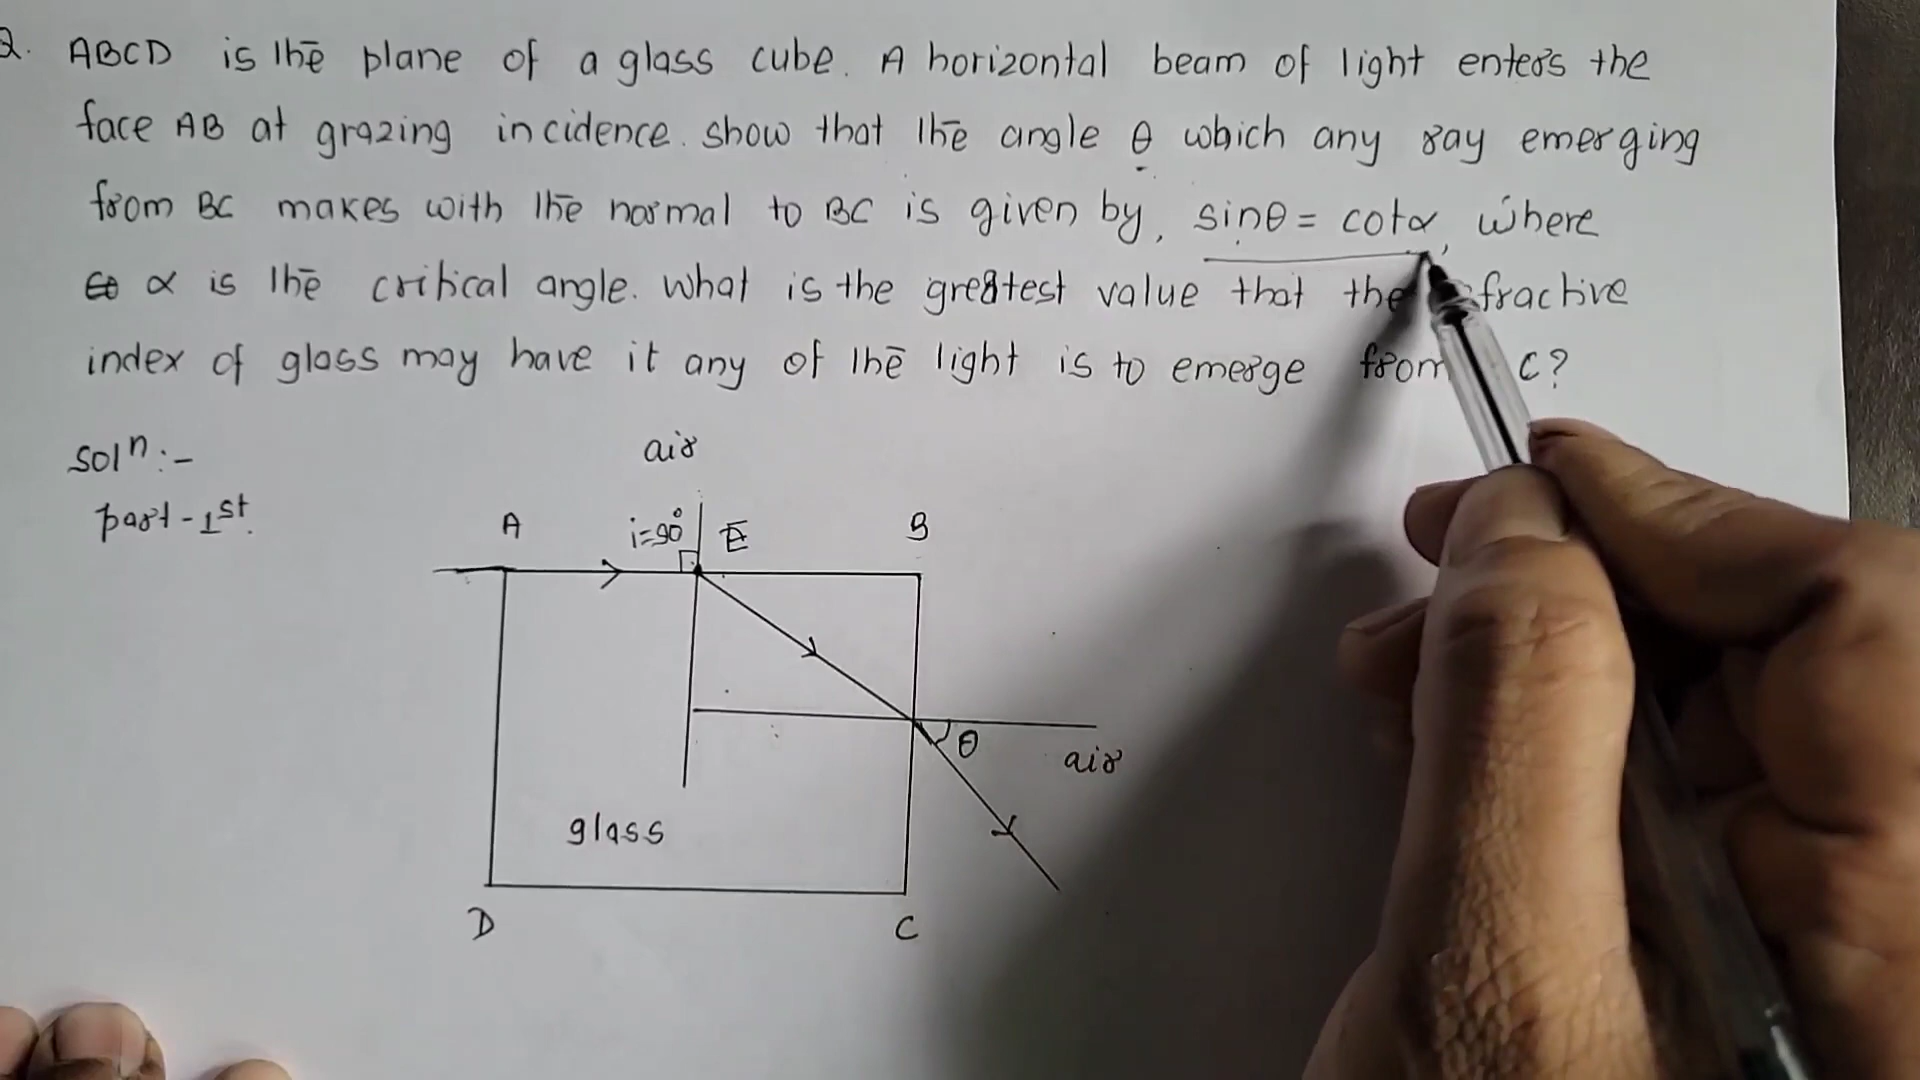 2. ABCD is the plane of a glass cube. A horizontal beam of light enters the
face AB at grazing incidence. show that the angle θ which any ray emerging
from BC makes with the normal to BC is given by, sinθ = cotα, where
α is the critical angle. what is the greatest value that the fractive
index of glass may have it any of the light is to emerge from C?
Solⁿ:-
part-1st.
air
A
i=90°
E
B
θ
air
glass
D
C